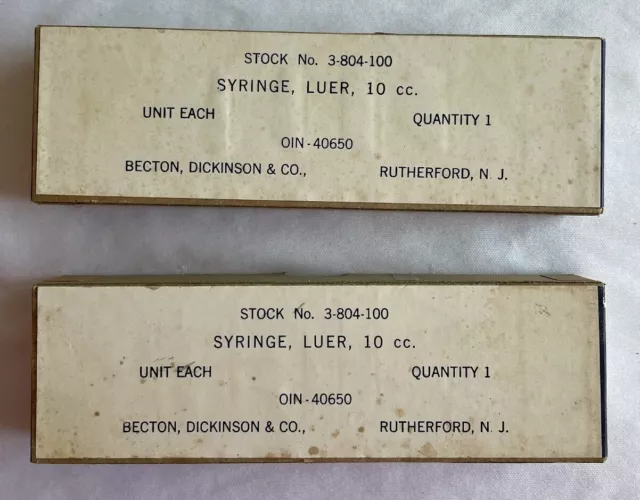 STOCK No. 3-804-100
SYRINGE, LUER, 10 cc.
UNIT EACH QUANTITY 1
OIN-40650
BECTON, DICKINSON & CO., RUTHERFORD, N. J.
STOCK No. 3-804-100
SYRINGE, LUER, 10 cc.
UNIT EACH QUANTITY 1
OIN-40650
BECTON, DICKINSON & CO., RUTHERFORD, N. J.